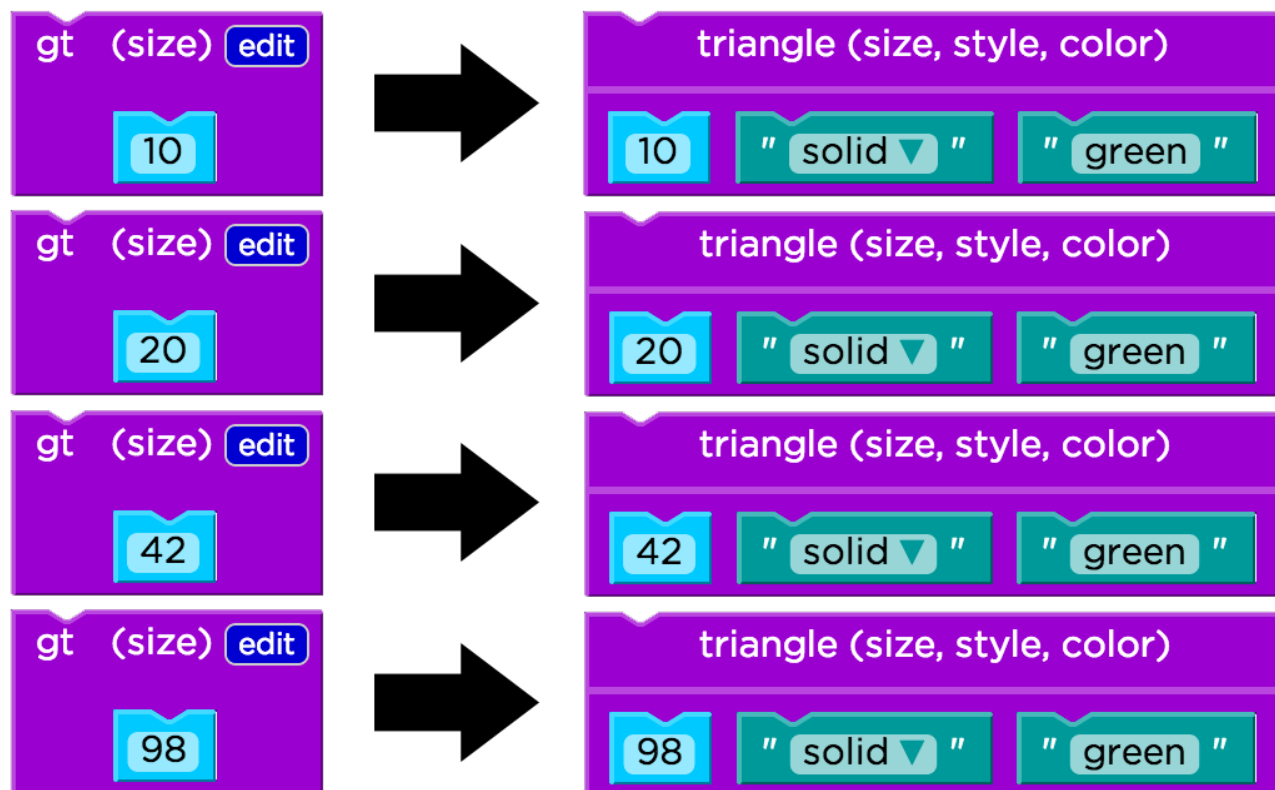 gt (size) edit triangle (size, style, color)
10 10 " solid ▼ " " green "
gt (size) edit triangle (size, style, color)
20 20 " solid ▼ " " green "
gt (size) edit triangle (size, style, color)
42 42 " solid ▼ " " green "
gt (size) edit triangle (size, style, color)
98 98 " solid ▼ " " green "